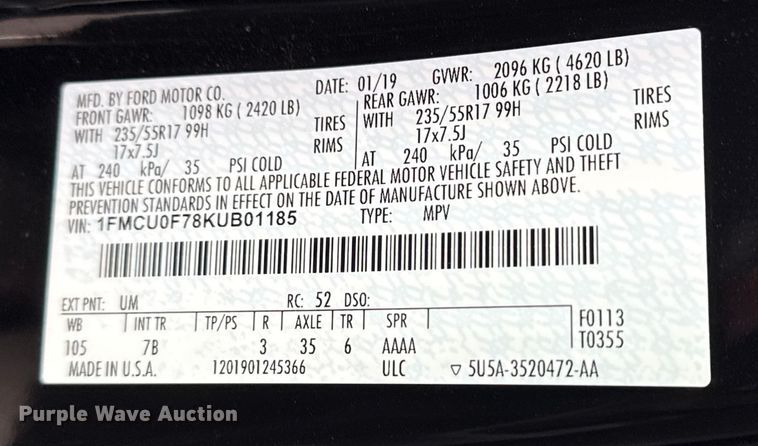 MFD. BY FORD MOTOR CO. DATE: 01/19 GVWR: 2096 KG ( 4620 LB)
FRONT GAWR: 1098 KG ( 2420 LB) REAR GAWR: 1006 KG ( 2218 LB)
WITH 235/55R17 99H TIRES WITH 235/55R17 99H TIRES
17x7.5J RIMS 17x7.5J RIMS
AT 240 kPa/ 35 PSI COLD AT 240 kPa/ 35 PSI COLD
THIS VEHICLE CONFORMS TO ALL APPLICABLE FEDERAL MOTOR VEHICLE SAFETY AND THEFT
PREVENTION STANDARDS IN EFFECT ON THE DATE OF MANUFACTURE SHOWN ABOVE.
VIN: 1FMCU0F78KUB01185 TYPE: MPV
EXT PNT: UM RC: 52 DSO:
WB INT TR TP/PS R AXLE TR SPR F0113
105 7B 3 35 6 AAAA T0355
MADE IN U.S.A. 1201901245366 ULC ▽ 5U5A-3520472-AA
Purple Wave Auction